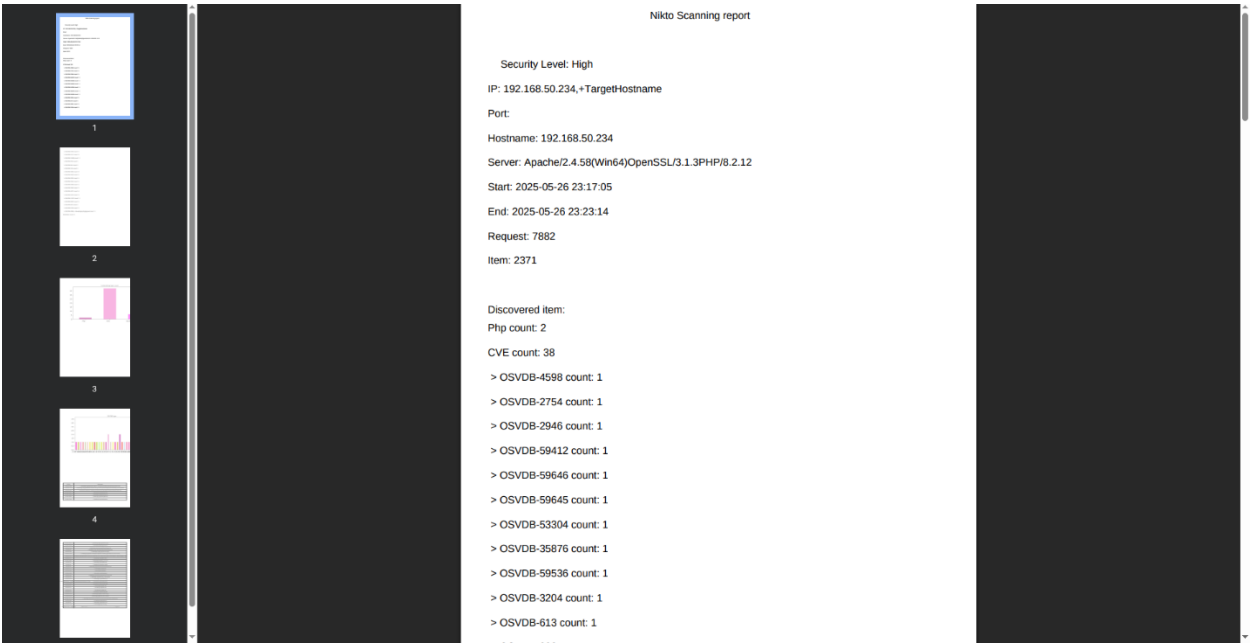 1
2
3
4
Nikto Scanning report
Security Level: High
IP: 192.168.50.234,+TargetHostname
Port:
Hostname: 192.168.50.234
Server: Apache/2.4.58(Win64)OpenSSL/3.1.3PHP/8.2.12
Start: 2025-05-26 23:17:05
End: 2025-05-26 23:23:14
Request: 7882
Item: 2371
Discovered item:
Php count: 2
CVE count: 38
> OSVDB-4598 count: 1
> OSVDB-2754 count: 1
> OSVDB-2946 count: 1
> OSVDB-59412 count: 1
> OSVDB-59646 count: 1
> OSVDB-59645 count: 1
> OSVDB-53304 count: 1
> OSVDB-35876 count: 1
> OSVDB-59536 count: 1
> OSVDB-3204 count: 1
> OSVDB-613 count: 1